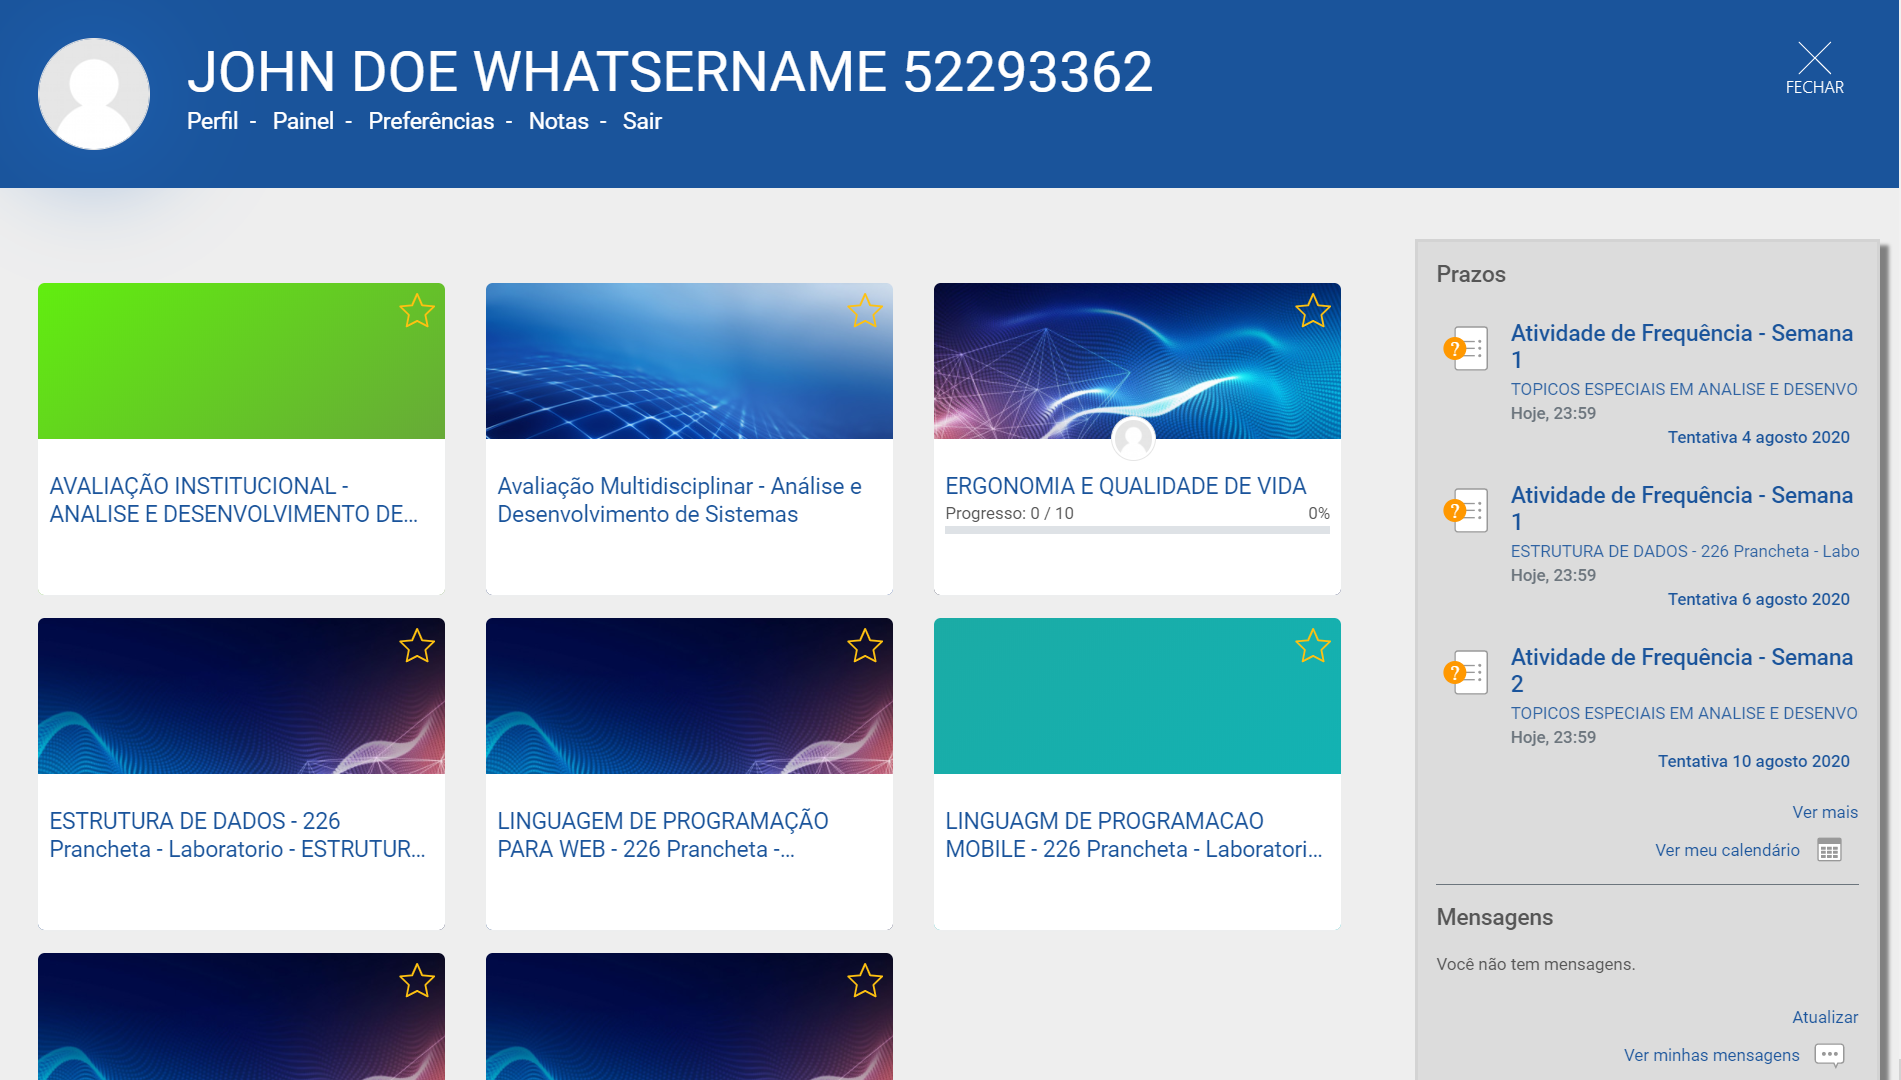 JOHN DOE WHATSERNAME 52293362
Perfil - Painel - Preferências - Notas - Sair
FECHAR
AVALIAÇÃO INSTITUCIONAL -
ANALISE E DESENVOLVIMENTO DE...
Avaliação Multidisciplinar - Análise e
Desenvolvimento de Sistemas
ERGONOMIA E QUALIDADE DE VIDA
Progresso: 0 / 10 0%
ESTRUTURA DE DADOS - 226
Prancheta - Laboratorio - ESTRUTUR...
LINGUAGEM DE PROGRAMAÇÃO
PARA WEB - 226 Prancheta -...
LINGUAGM DE PROGRAMACAO
MOBILE - 226 Prancheta - Laboratori...
Prazos
?
Atividade de Frequência - Semana
1
TOPICOS ESPECIAIS EM ANALISE E DESENVO
Hoje, 23:59
Tentativa 4 agosto 2020
?
Atividade de Frequência - Semana
1
ESTRUTURA DE DADOS - 226 Prancheta - Labo
Hoje, 23:59
Tentativa 6 agosto 2020
?
Atividade de Frequência - Semana
2
TOPICOS ESPECIAIS EM ANALISE E DESENVO
Hoje, 23:59
Tentativa 10 agosto 2020
Ver mais
Ver meu calendário
Mensagens
Você não tem mensagens.
Atualizar
Ver minhas mensagens